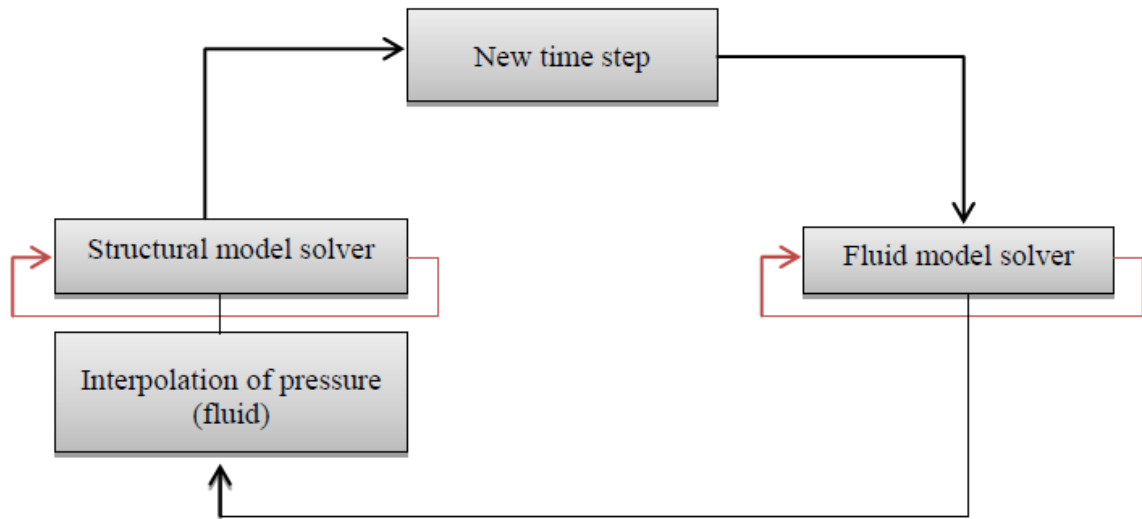 New time step
Structural model solver
Fluid model solver
Interpolation of pressure
(fluid)